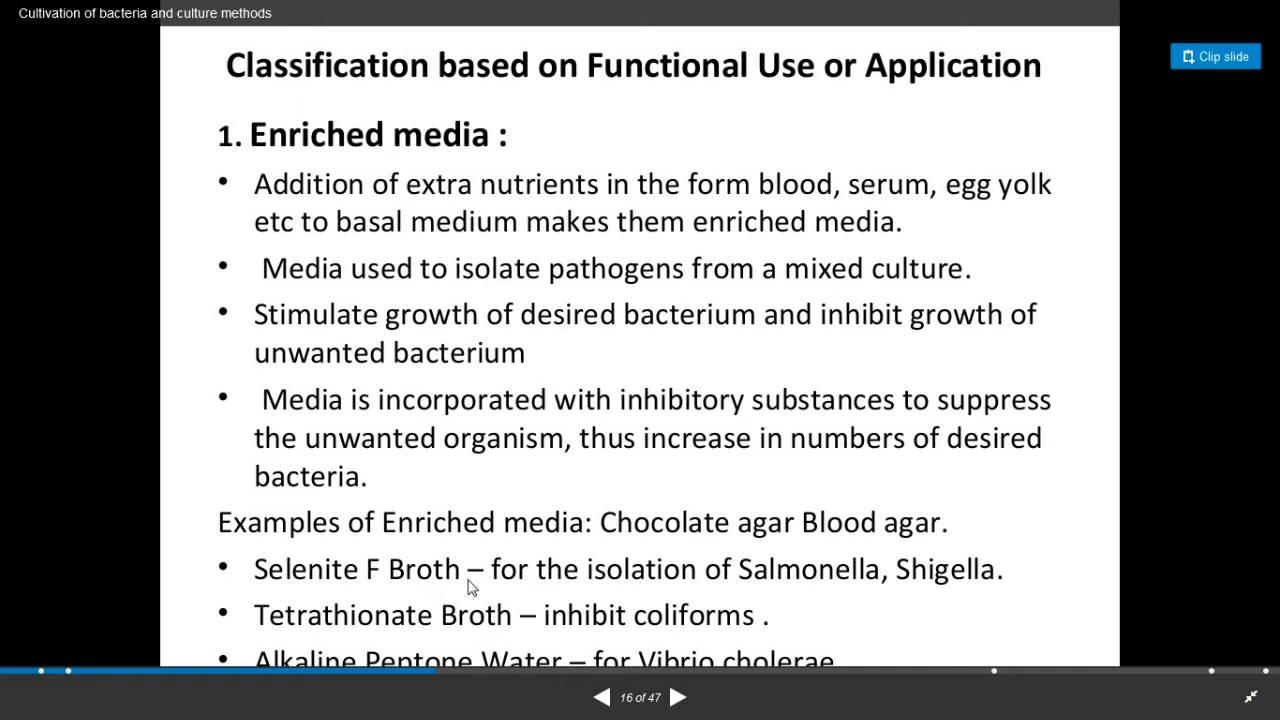 Cultivation of bacteria and culture methods
Clip slide
Classification based on Functional Use or Application
1. Enriched media :
• Addition of extra nutrients in the form blood, serum, egg yolk
etc to basal medium makes them enriched media.
• Media used to isolate pathogens from a mixed culture.
• Stimulate growth of desired bacterium and inhibit growth of
unwanted bacterium
• Media is incorporated with inhibitory substances to suppress
the unwanted organism, thus increase in numbers of desired
bacteria.
Examples of Enriched media: Chocolate agar Blood agar.
• Selenite F Broth – for the isolation of Salmonella, Shigella.
• Tetrathionate Broth – inhibit coliforms .
• Alkaline Peptone Water – for Vibrio cholerae
16 of 47